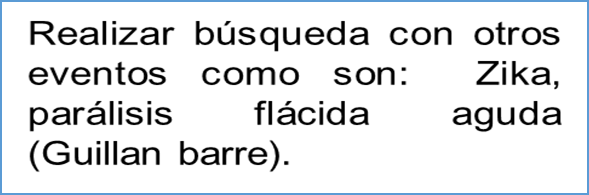 Realizar búsqueda con otros
eventos como son: Zika,
parálisis flácida aguda
(Guillan barre).